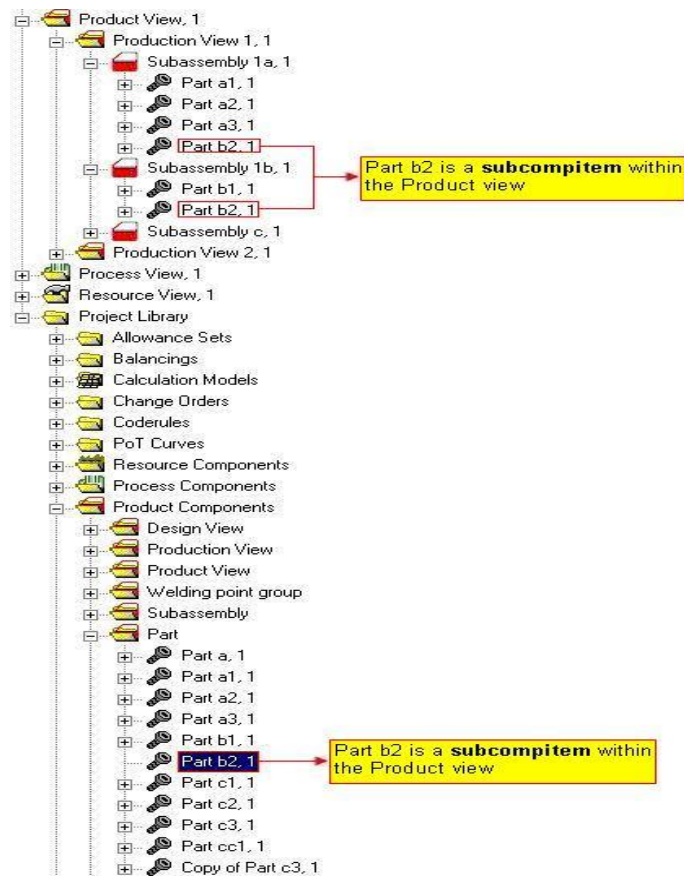 Product View, 1
Production View 1, 1
Subassembly 1a, 1
Part a1, 1
Part a2, 1
Part a3, 1
Part b2, 1
Subassembly 1b, 1
Part b2 is a subcompitem within
the Product view
Part b1, 1
Part b2, 1
Subassembly c, 1
Production View 2, 1
Process View, 1
Resource View, 1
Project Library
Allowance Sets
Balancings
Calculation Models
Change Orders
Coderules
PoT Curves
Resource Components
Process Components
Product Components
Design View
Production View
Product View
Welding point group
Subassembly
Part
Part a, 1
Part a1, 1
Part a2, 1
Part a3, 1
Part b1, 1
Part b2, 1
Part b2 is a subcompitem within
the Product view
Part c1, 1
Part c2, 1
Part c3, 1
Part cc1, 1
Copy of Part c3, 1